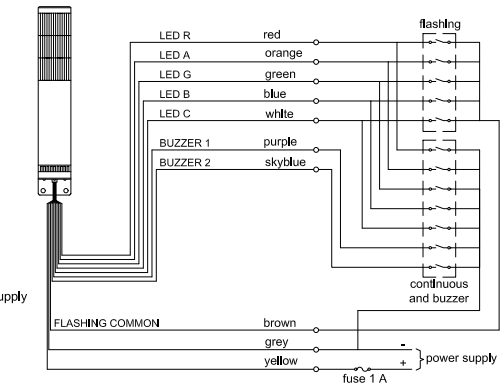 flashing
LED R red
LED A orange
LED G green
LED B blue
LED C white
BUZZER 1 purple
BUZZER 2 skyblue
continuous
and buzzer
upply
FLASHING COMMON brown
grey -
yellow + power supply
fuse 1 A